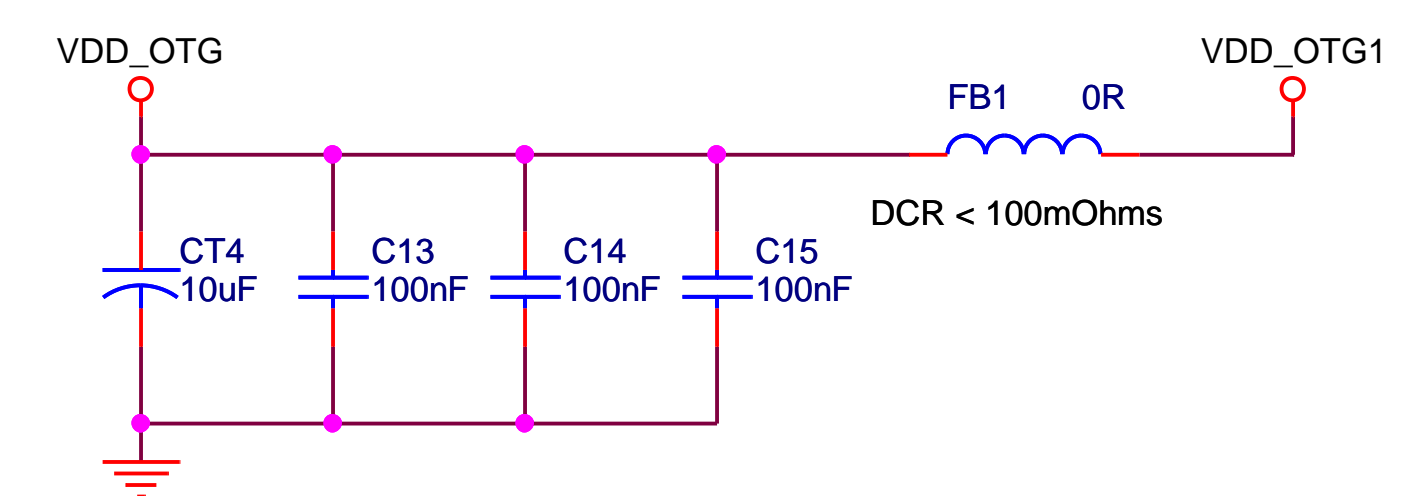 VDD_OTG
VDD_OTG1
FB1 0R
DCR < 100mOhms
CT4
10uF
C13
100nF
C14
100nF
C15
100nF